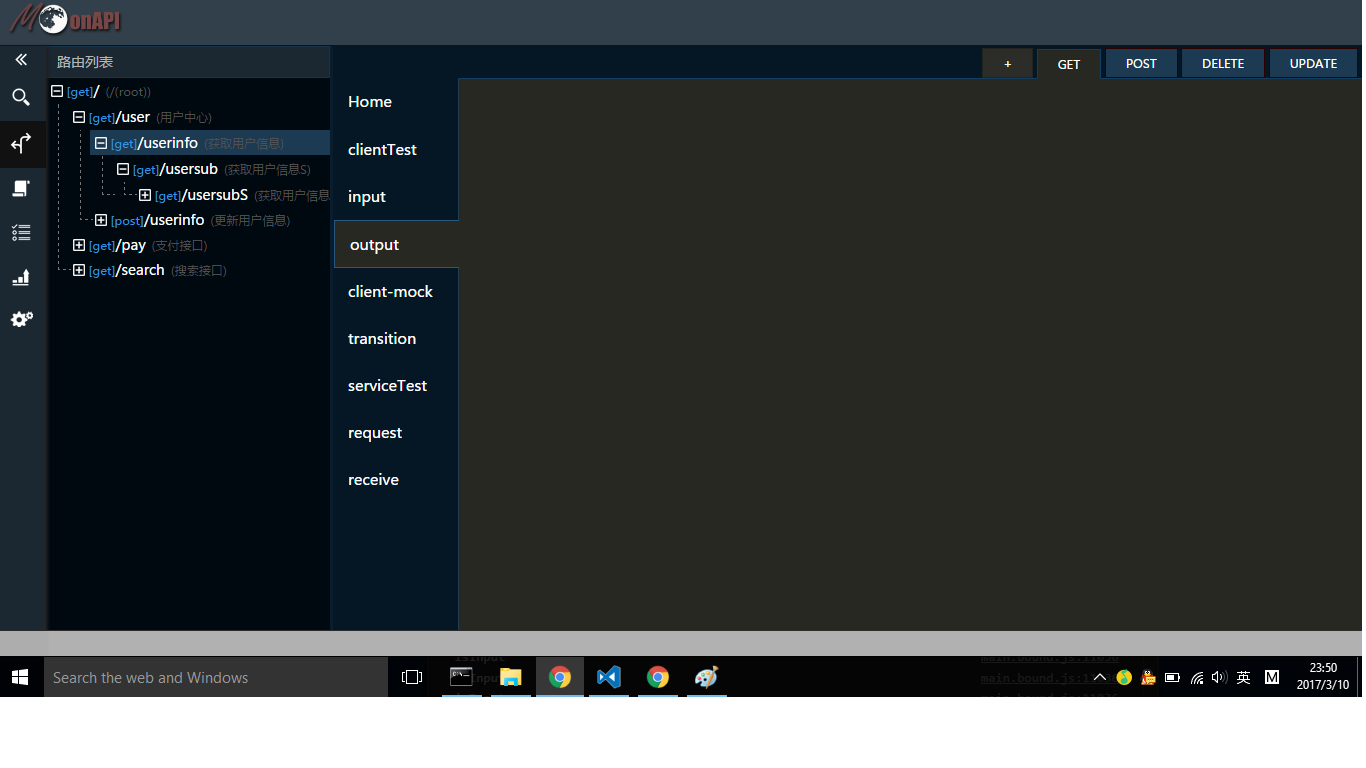 MoonAPI
路由列表
+ GET POST DELETE UPDATE
[get]/ (/(root))
[get]/user (用户中心)
[get]/userinfo (获取用户信息)
[get]/usersub (获取用户信息S)
[get]/usersubS (获取用户信息
[post]/userinfo (更新用户信息)
[get]/pay (支付接口)
[get]/search (搜索接口)
Home
clientTest
input
output
client-mock
transition
serviceTest
request
receive
Search the web and Windows
英
M
23:50
2017/3/10